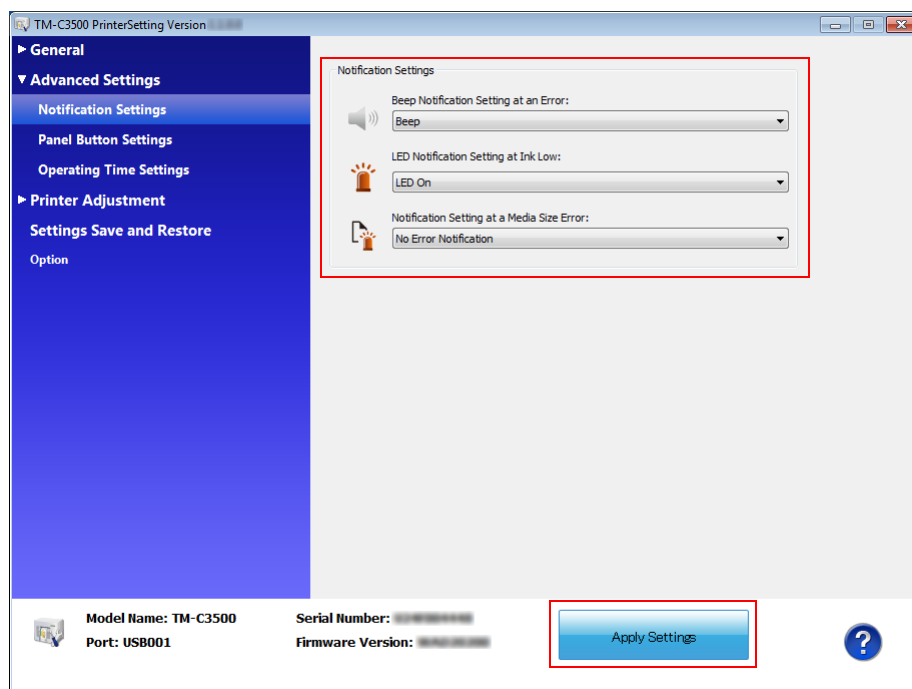 TM-C3500 PrinterSetting Version
General
Advanced Settings
Notification Settings
Panel Button Settings
Operating Time Settings
Printer Adjustment
Settings Save and Restore
Option
Notification Settings
Beep Notification Setting at an Error:
Beep
LED Notification Setting at Ink Low:
LED On
Notification Setting at a Media Size Error:
No Error Notification
Model Name: TM-C3500
Port: USB001
Serial Number:
Firmware Version:
Apply Settings
?